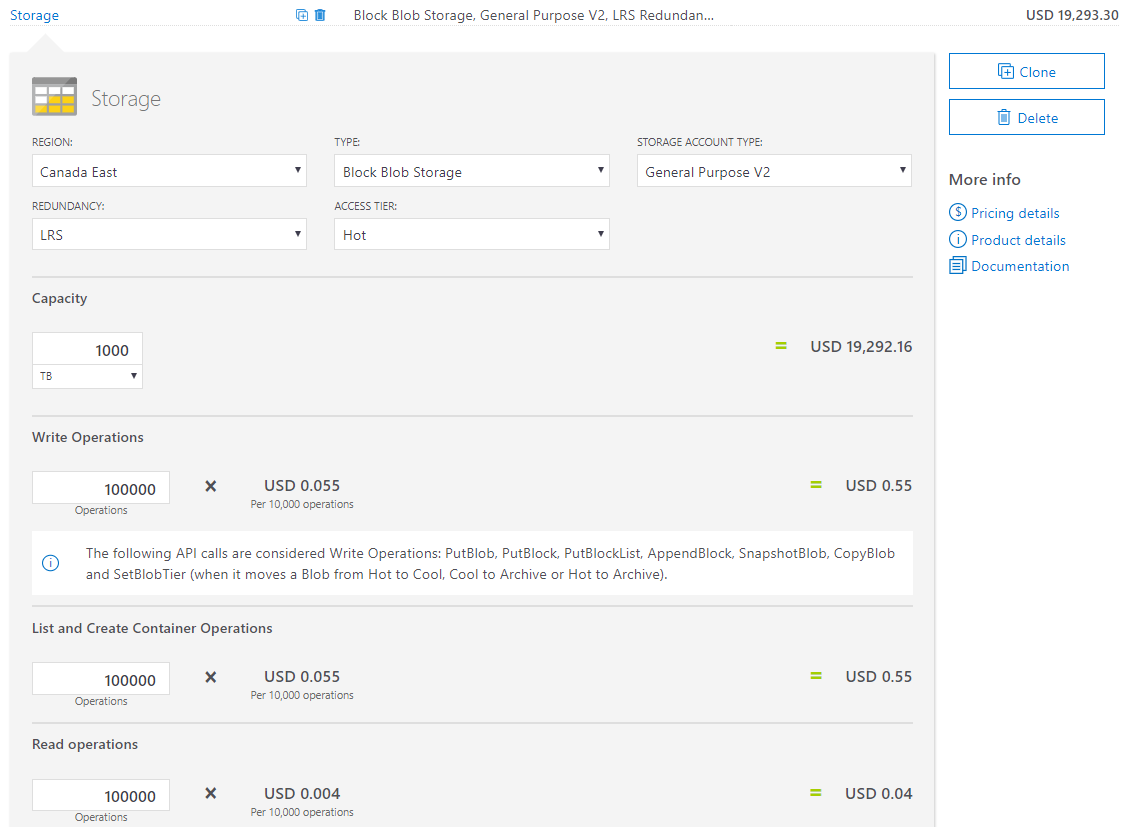 Storage
Block Blob Storage, General Purpose V2, LRS Redundan...
USD 19,293.30
Storage
Clone
Delete
REGION:
TYPE:
STORAGE ACCOUNT TYPE:
Canada East
Block Blob Storage
General Purpose V2
REDUNDANCY:
ACCESS TIER:
LRS
Hot
More info
Pricing details
Product details
Documentation
Capacity
1000
TB
= USD 19,292.16
Write Operations
100000
Operations
× USD 0.055
Per 10,000 operations
= USD 0.55
The following API calls are considered Write Operations: PutBlob, PutBlock, PutBlockList, AppendBlock, SnapshotBlob, CopyBlob
and SetBlobTier (when it moves a Blob from Hot to Cool, Cool to Archive or Hot to Archive).
List and Create Container Operations
100000
Operations
× USD 0.055
Per 10,000 operations
= USD 0.55
Read operations
100000
Operations
× USD 0.004
Per 10,000 operations
= USD 0.04